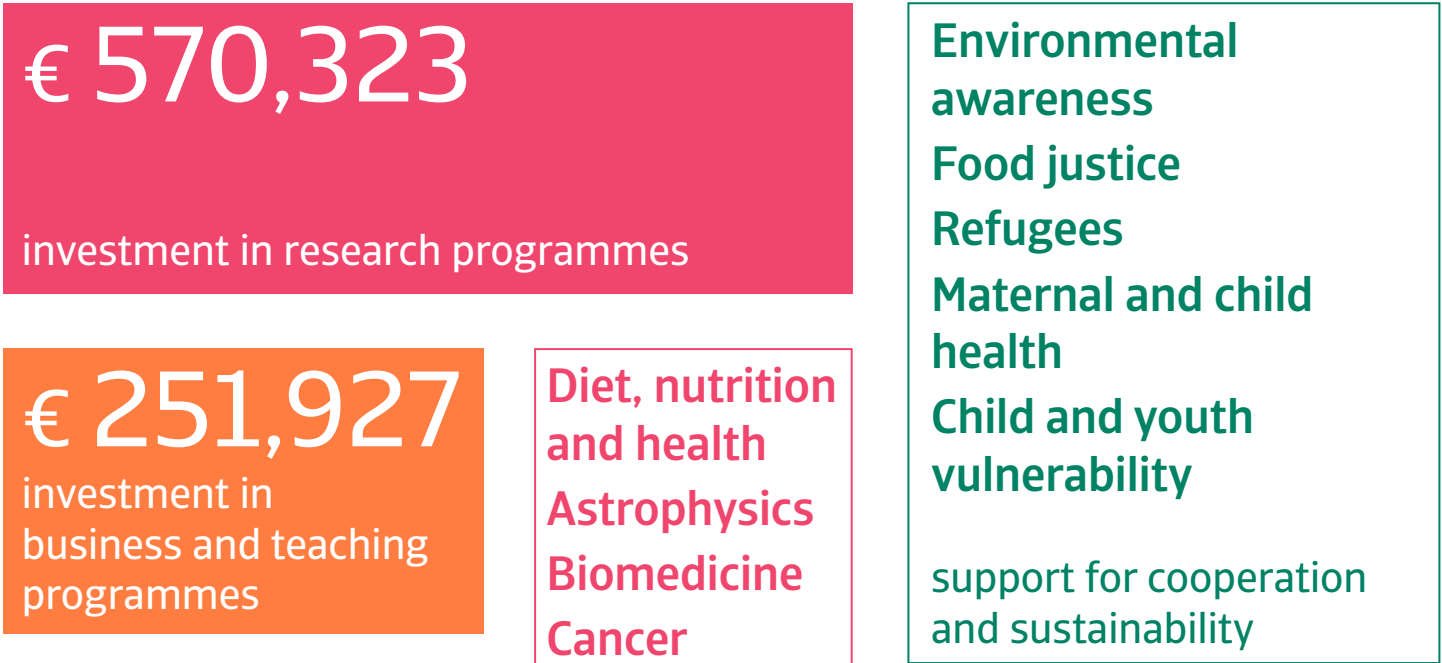 € 570,323
investment in research programmes
€ 251,927
investment in
business and teaching
programmes
Diet, nutrition
and health
Astrophysics
Biomedicine
Cancer
Environmental
awareness
Food justice
Refugees
Maternal and child
health
Child and youth
vulnerability
support for cooperation
and sustainability